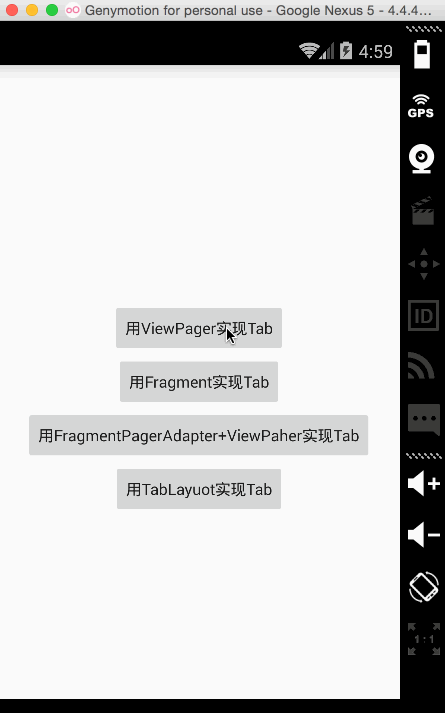 Genymotion for personal use - Google Nexus 5 - 4.4.4...
4:59
GPS
用ViewPager实现Tab
用Fragment实现Tab
ID
用FragmentPagerAdapter+ViewPaher实现Tab
用TabLayuot实现Tab
1:1